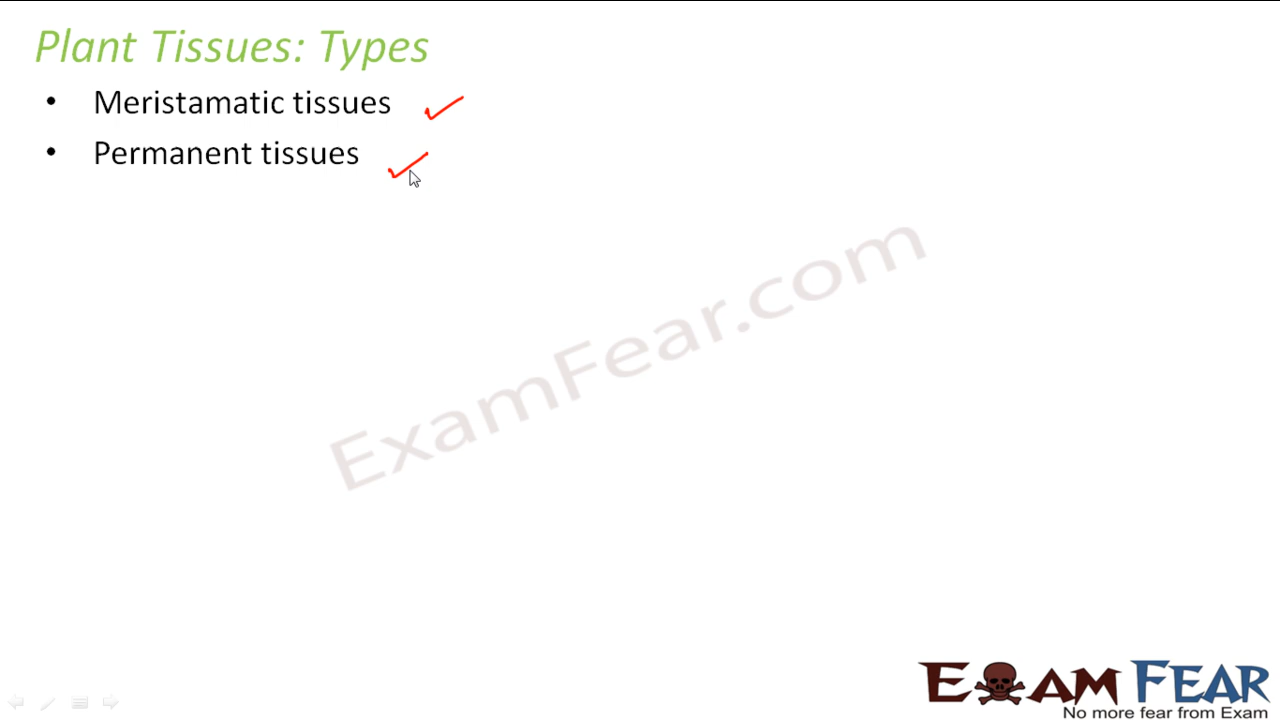 Plant Tissues: Types
• Meristamatic tissues
• Permanent tissues
ExamFear.com
EXAM FEAR
No more fear from Exam